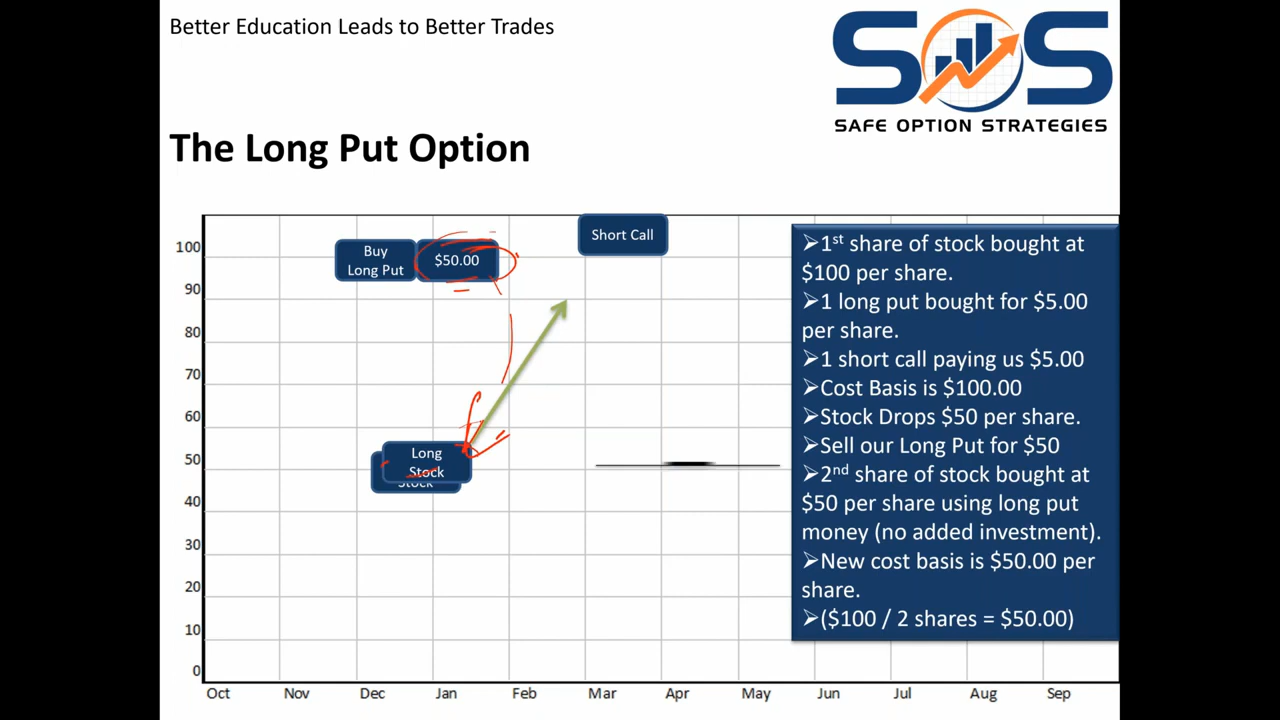 Better Education Leads to Better Trades
SOS
SAFE OPTION STRATEGIES
The Long Put Option
100
90
80
70
60
50
40
30
20
10
0
Buy
Long Put
$50.00
Short Call
Long
Stock
Stock
➢1st share of stock bought at
$100 per share.
➢1 long put bought for $5.00
per share.
➢1 short call paying us $5.00
➢Cost Basis is $100.00
➢Stock Drops $50 per share.
➢Sell our Long Put for $50
➢2nd share of stock bought at
$50 per share using long put
money (no added investment).
➢New cost basis is $50.00 per
share.
➢($100 / 2 shares = $50.00)
Oct Nov Dec Jan Feb Mar Apr May Jun Jul Aug Sep